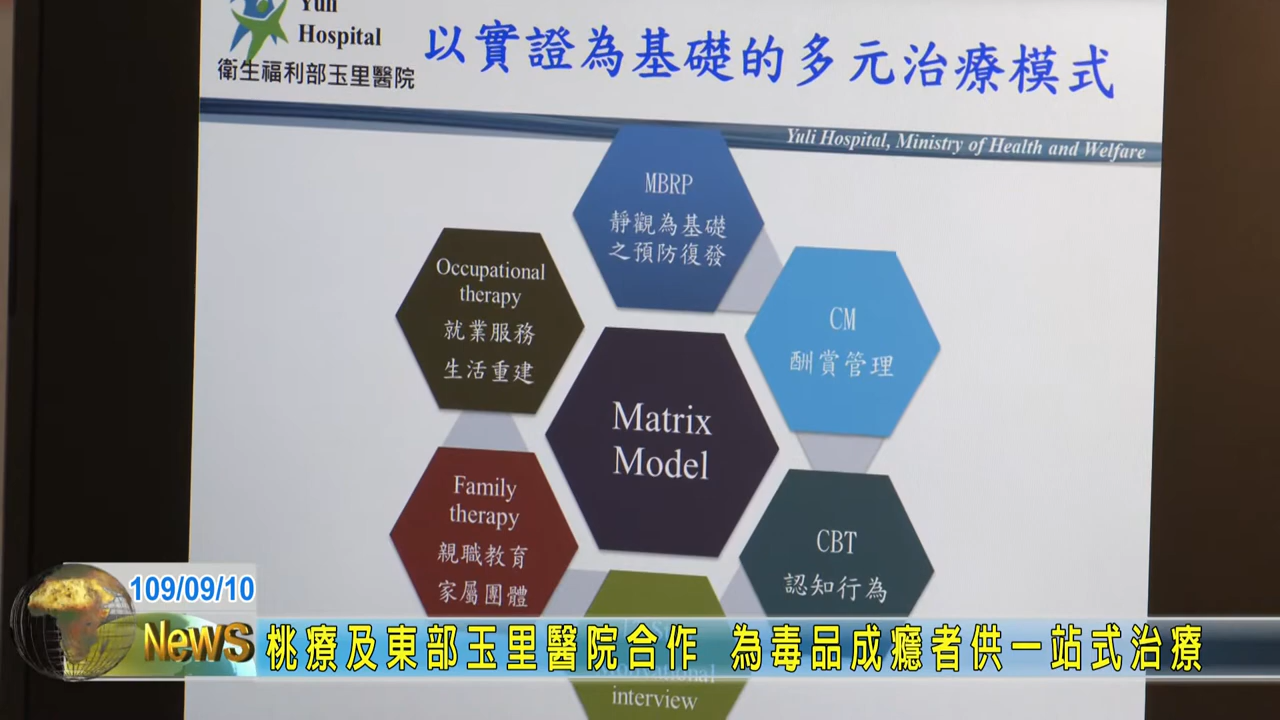 Yuli
Hospital
衛生福利部玉里醫院
以實證為基礎的多元治療模式
Yuli Hospital, Ministry of Health and Welfare
MBRP
靜觀為基礎
之預防復發
Occupational
therapy
就業服務
生活重建
CM
酬賞管理
Matrix
Model
Family
therapy
親職教育
家屬團體
CBT
認知行為
Motivational
interview
109/09/10
News
桃療及東部玉里醫院合作 為毒品成癮者供一站式治療